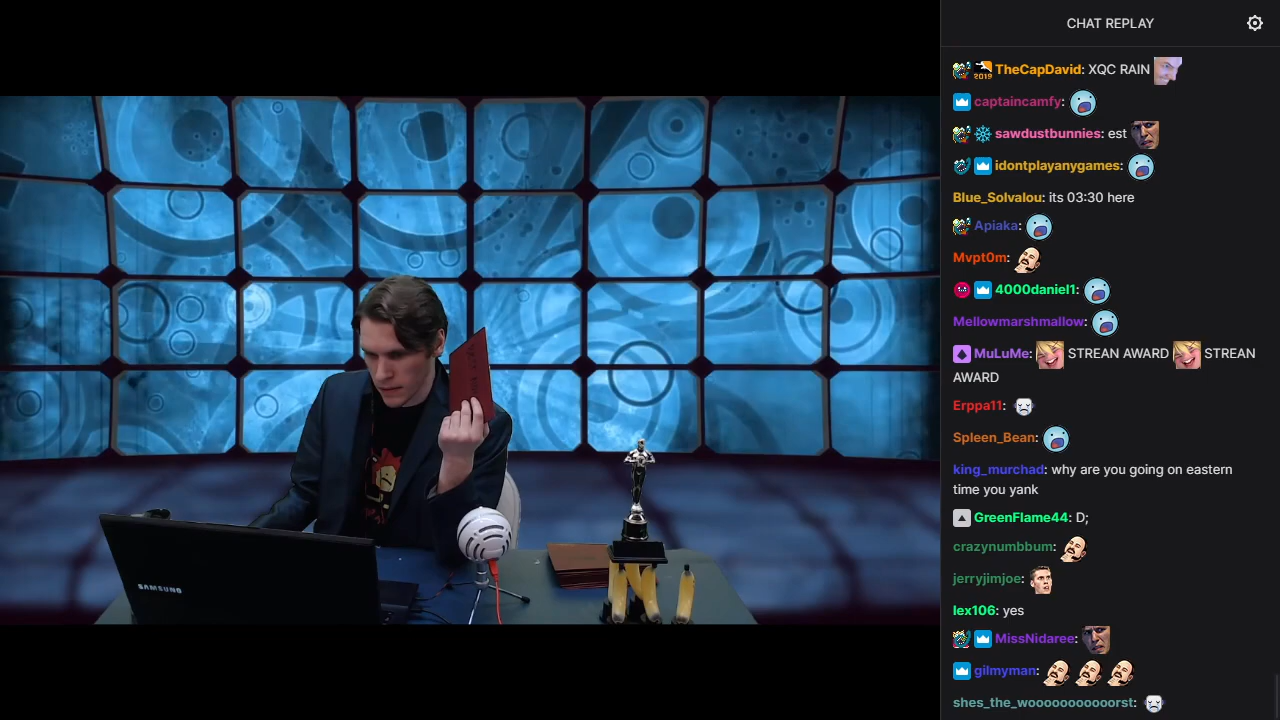 CHAT REPLAY
2019 TheCapDavid: XQC RAIN
captaincamfy:
sawdustbunnies: est
idontplayanygames:
Blue_Solvalou: its 03:30 here
Apiaka:
Mvpt0m:
4000daniel1:
Mellowmarshmallow:
MuLuMe: STREAN AWARD STREAN
AWARD
Erppa11:
Spleen_Bean:
king_murchad: why are you going on eastern
time you yank
GreenFlame44: D;
crazynumbbum:
jerryjimjoe:
lex106: yes
MissNidaree:
gilmyman:
shes_the_wooooooooooorst:
SAMSUNG